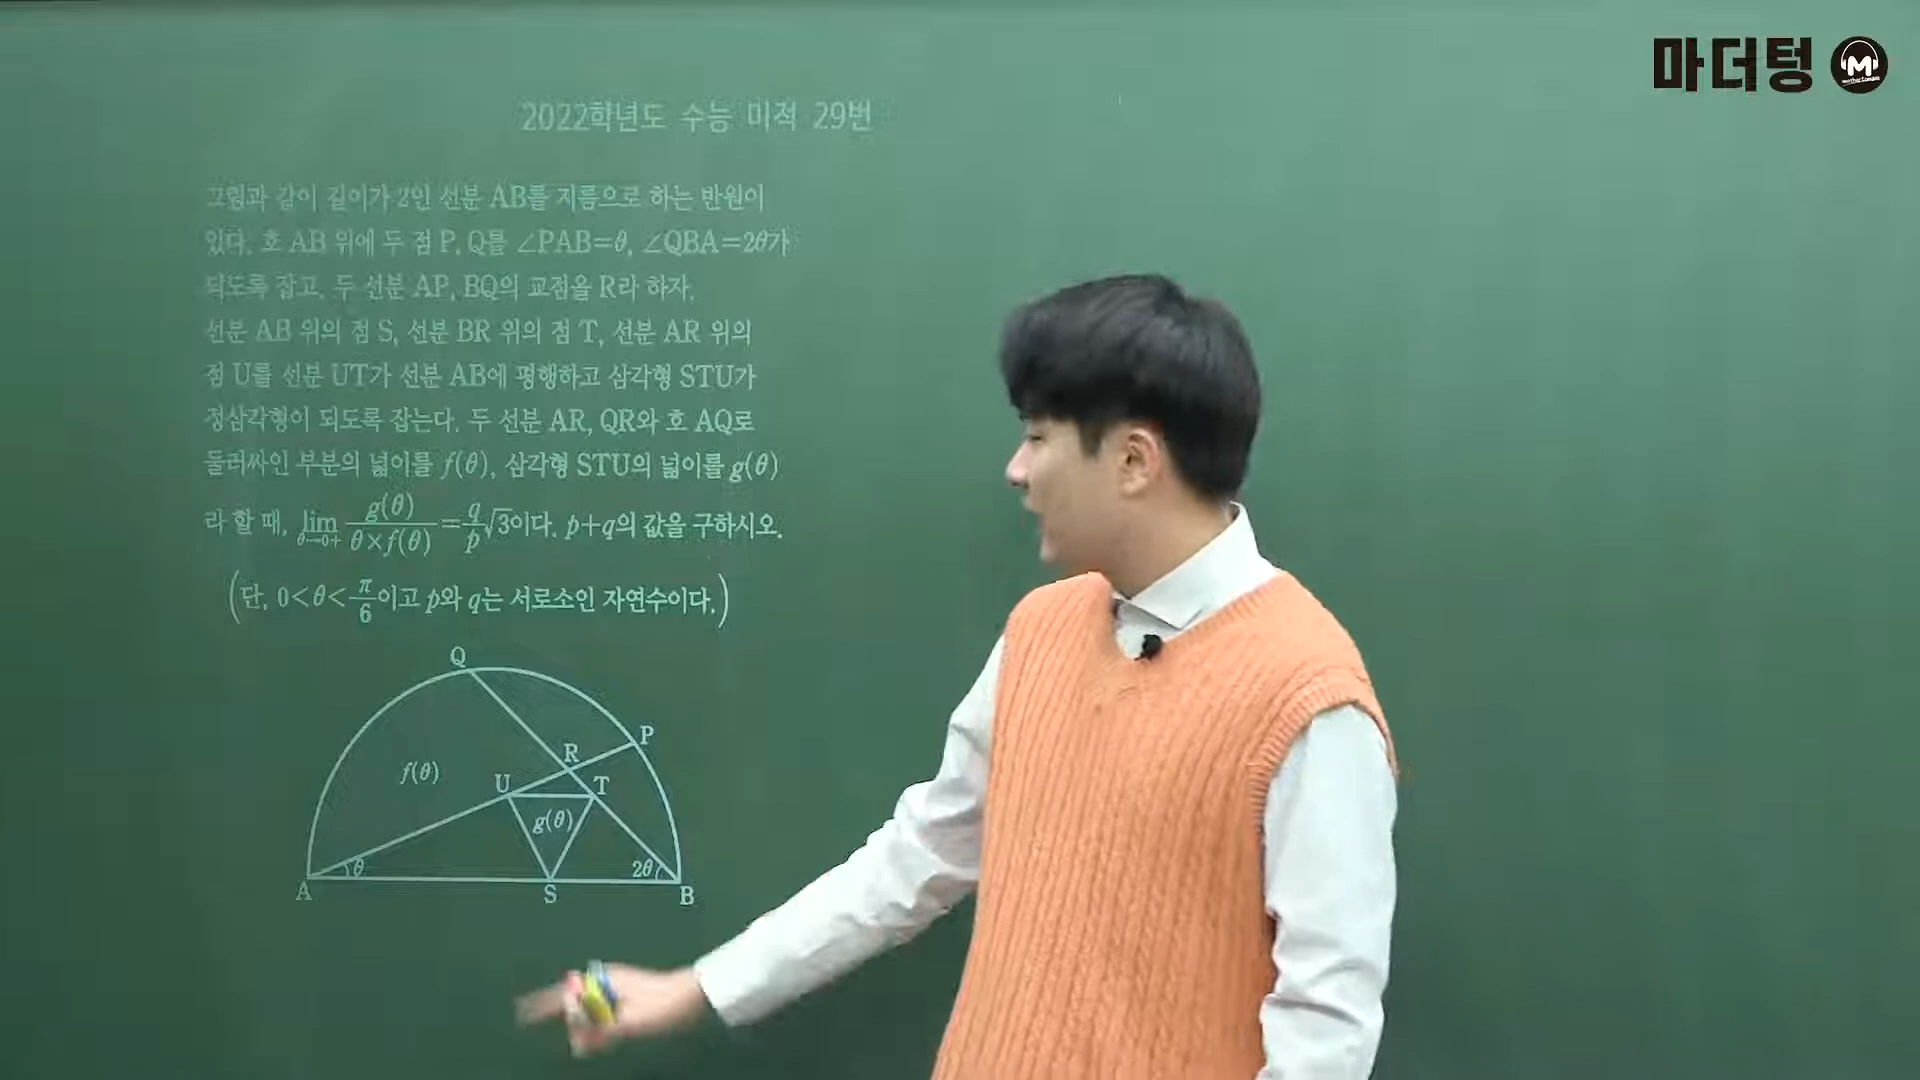 마더텅
M
2022학년도 수능 미적 29번
그림과 같이 길이가 2인 선분 AB를 지름으로 하는 반원이
있다. 호 AB 위에 두 점 P, Q를 ∠PAB=θ, ∠QBA=2θ가
되도록 잡고, 두 선분 AP, BQ의 교점을 R라 하자.
선분 AB 위의 점 S, 선분 BR 위의 점 T, 선분 AR 위의
점 U를 선분 UT가 선분 AB에 평행하고 삼각형 STU가
정삼각형이 되도록 잡는다. 두 선분 AR, QR와 호 AQ로
둘러싸인 부분의 넓이를 f(θ), 삼각형 STU의 넓이를 g(θ)
라 할 때, lim θ→0+ g(θ)/(θ×f(θ)) = q/p √3이다. p+q의 값을 구하시오.
(단, 0<θ<π/6이고 p와 q는 서로소인 자연수이다.)
Q
P
R
f(θ)
U
T
g(θ)
θ
2θ
A
S
B